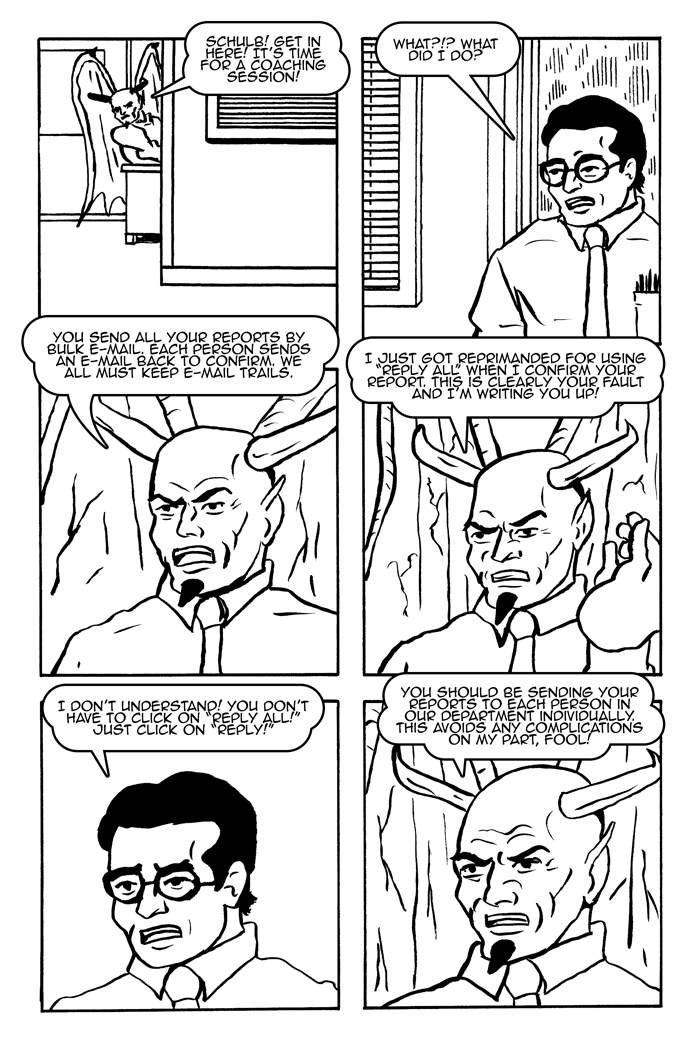 SCHULB! GET IN
HERE! IT'S TIME
FOR A COACHING
SESSION!
WHAT?!? WHAT
DID I DO?
YOU SEND ALL YOUR REPORTS BY
BULK E-MAIL. EACH PERSON SENDS
AN E-MAIL BACK TO CONFIRM. WE
ALL MUST KEEP E-MAIL TRAILS.
I JUST GOT REPRIMANDED FOR USING
"REPLY ALL" WHEN I CONFIRM YOUR
REPORT. THIS IS CLEARLY YOUR FAULT
AND I'M WRITING YOU UP!
I DON'T UNDERSTAND! YOU DON'T
HAVE TO CLICK ON "REPLY ALL!"
JUST CLICK ON "REPLY!"
YOU SHOULD BE SENDING YOUR
REPORTS TO EACH PERSON IN
OUR DEPARTMENT INDIVIDUALLY.
THIS AVOIDS ANY COMPLICATIONS
ON MY PART, FOOL!